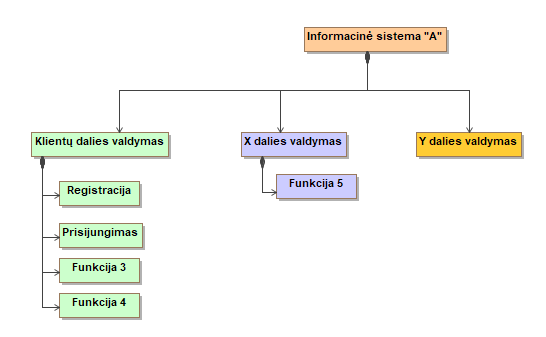 Informacinė sistema "A"
Klientų dalies valdymas
X dalies valdymas
Y dalies valdymas
Registracija
Funkcija 5
Prisijungimas
Funkcija 3
Funkcija 4